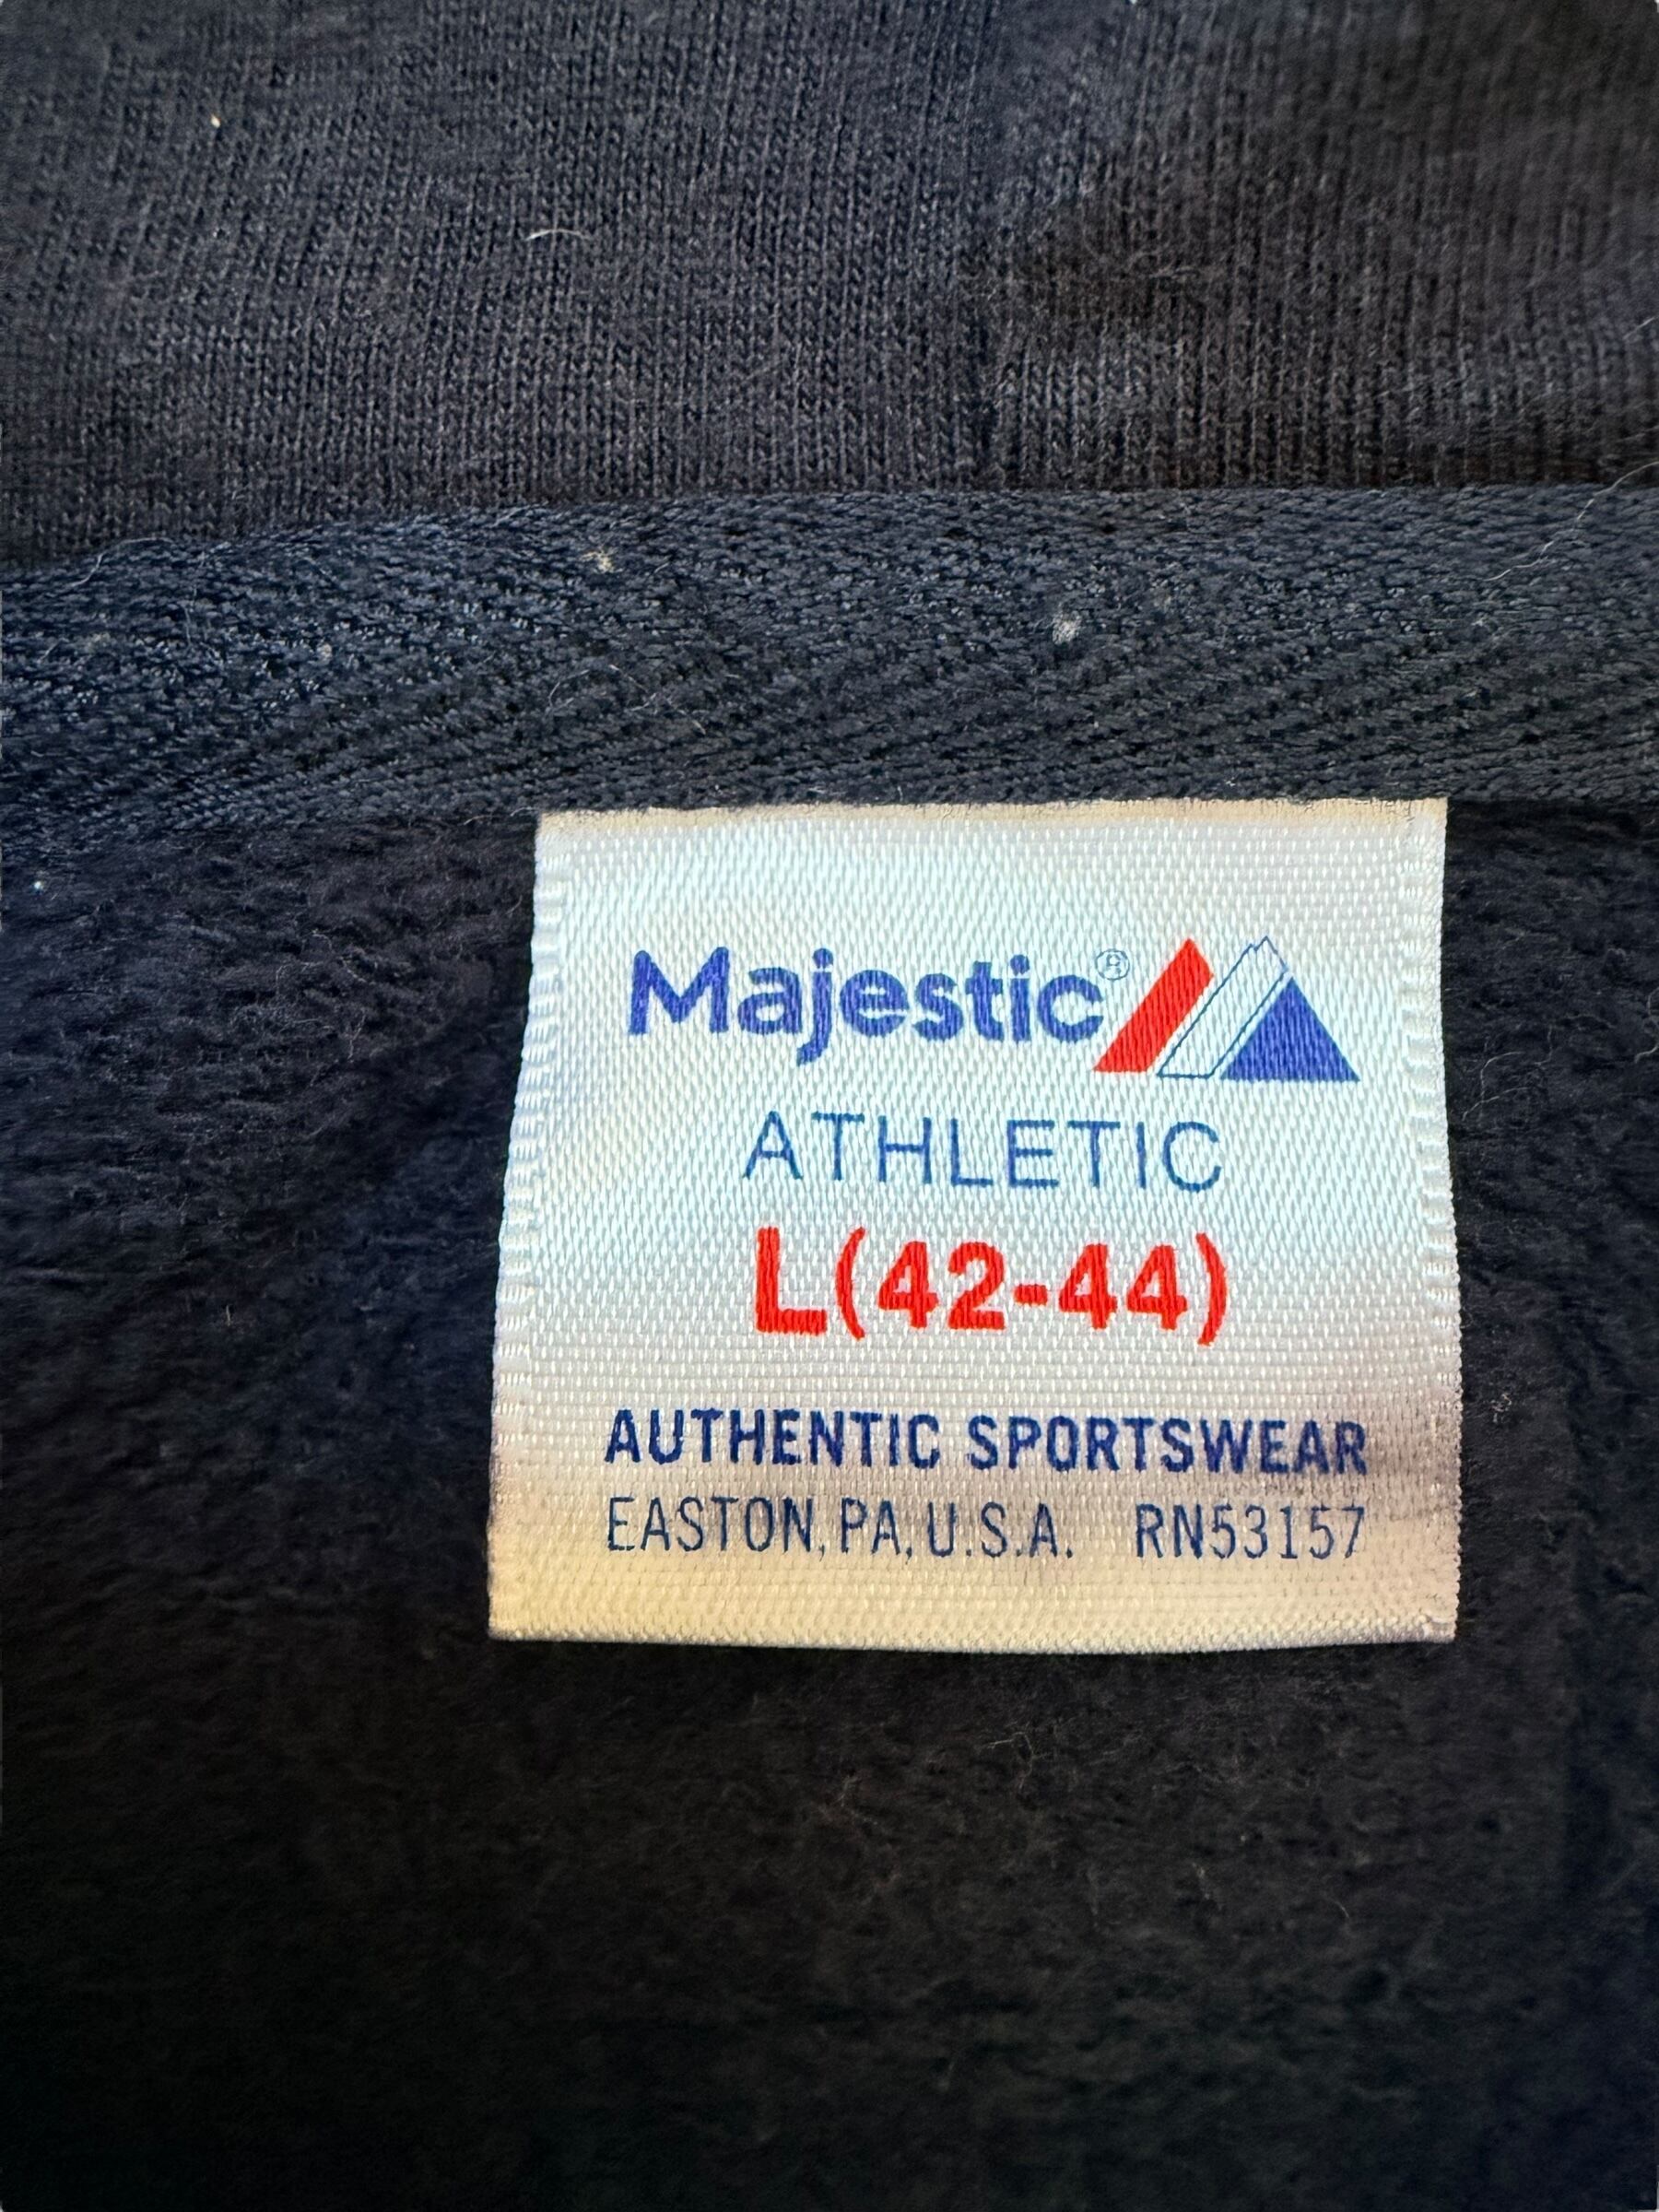 Majestic®
ATHLETIC
L(42-44)
AUTHENTIC SPORTSWEAR
EASTON, PA, U.S.A. RN53157